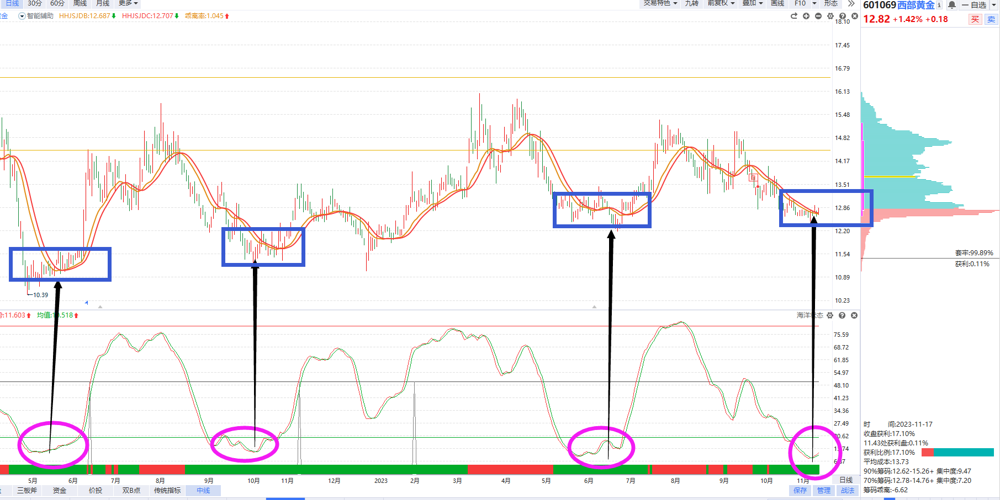 日线 30分 60分 周线 月线 更多
交易特色 九转 前复权 叠加 画线 F10 形态
601069西部黄金
自选
12.82 +1.42% +0.18 买 卖
金 智能辅助 HHJSJDB:12.687 HHJSJDC:12.707 乖离率:1.045
18.10
17.45
16.79
16.13
15.48
14.82
14.17
13.51
12.86
12.20
11.54
10.89
10.23
自
10.39
套牢:99.89%
获利:0.11%
:11.603 均值: .518
海洋状态
75.59
68.72
61.85
54.97
48.10
41.23
34.36
27.49
时 间:2023-11-17
收盘获利:17.10%
11.43处获利盘:0.11%
获利比例:17.10%
平均成本:13.73
90%筹码:12.62-15.26+ 集中度:9.47
70%筹码:12.78-14.76+ 集中度:7.20
筹码乖离:-6.62
5月 6月 7月 8月 9月 10月 11月 12月 2023 2月 3月 4月 5月 6月 7月 8月 9月 10月 11月 日线
三板斧 资金 价投 双B点 传统指标 中线
保存 管理 战法